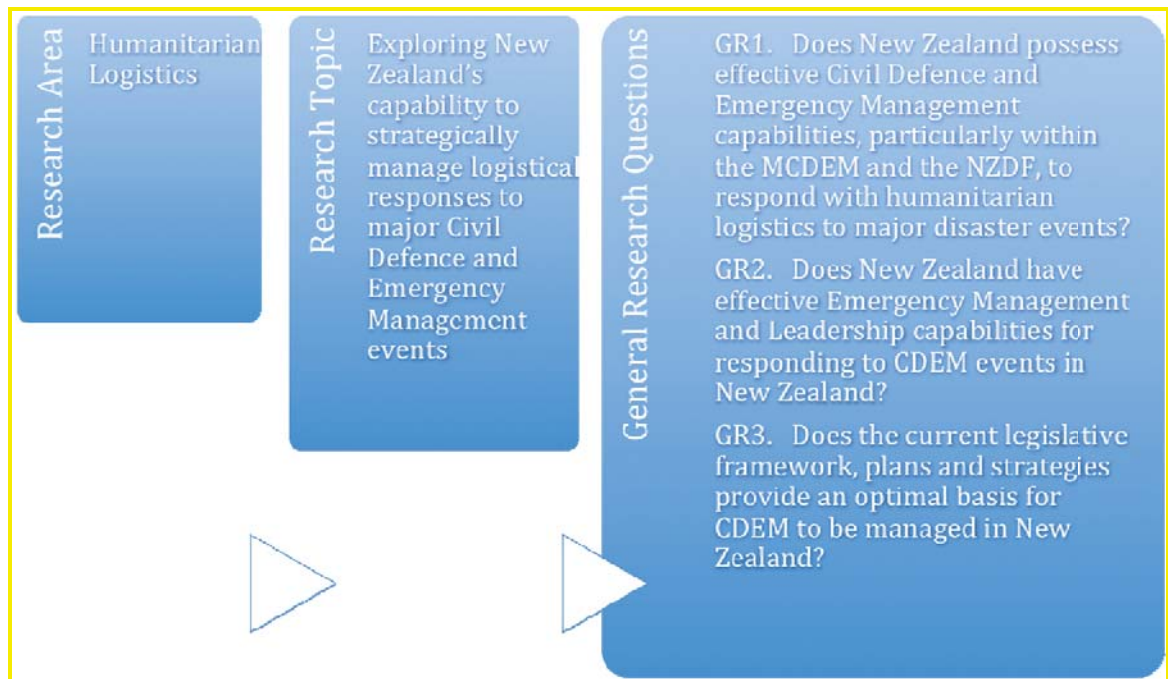 Research Area
Humanitarian
Logistics
Research Topic
Exploring New
Zealand's
capability to
strategically
manage logistical
responses to
major Civil
Defence and
Emergency
Management
events
General Research Questions
GR1. Does New Zealand possess
effective Civil Defence and
Emergency Management
capabilities, particularly within
the MCDEM and the NZDF, to
respond with humanitarian
logistics to major disaster events?
GR2. Does New Zealand have
effective Emergency Management
and Leadership capabilities for
responding to CDEM events in
New Zealand?
GR3. Does the current legislative
framework, plans and strategies
provide an optimal basis for
CDEM to be managed in New
Zealand?